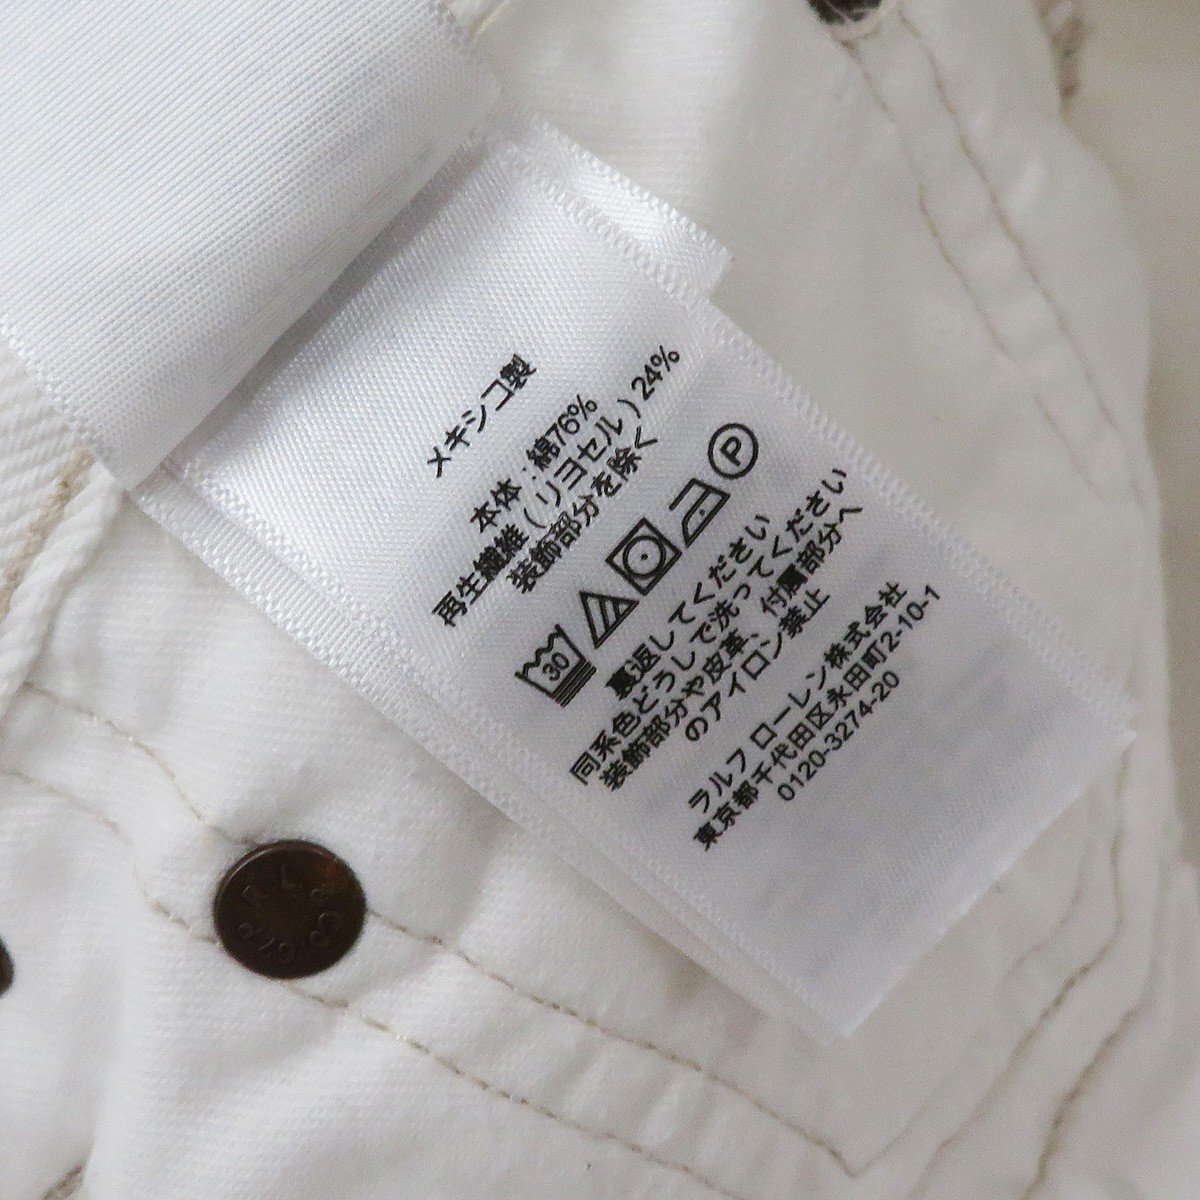 メキシコ製
本体：綿76%
再生繊維（リヨセル）24%
装飾部分を除く
30
P
裏返してください
同系色どうしで洗ってください
装飾部分や皮革、付属部分へ
のアイロン禁止
ラルフ ローレン株式会社
東京都千代田区永田町2-10-1
0120-3274-20